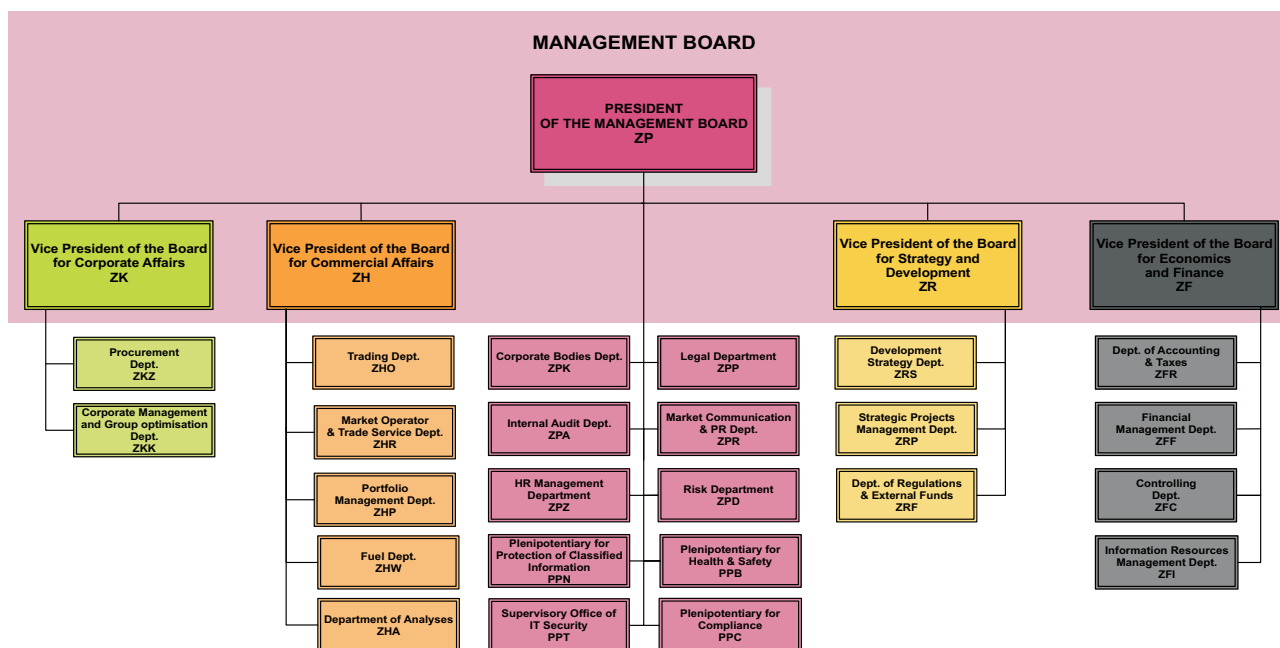 MANAGEMENT BOARD
PRESIDENT
OF THE MANAGEMENT BOARD
ZP
Vice President of the Board
for Corporate Affairs
ZK
Vice President of the Board
for Commercial Affairs
ZH
Vice President of the Board
for Strategy and
Development
ZR
Vice President of the Board
for Economics
and Finance
ZF
Procurement
Dept.
ZKZ
Corporate Management
and Group optimisation
Dept.
ZKK
Trading Dept.
ZHO
Market Operator
& Trade Service Dept.
ZHR
Portfolio
Management Dept.
ZHP
Fuel Dept.
ZHW
Department of Analyses
ZHA
Corporate Bodies Dept.
ZPK
Internal Audit Dept.
ZPA
HR Management
Department
ZPZ
Plenipotentiary for
Protection of Classified
Information
PPN
Supervisory Office of
IT Security
PPT
Legal Department
ZPP
Market Communication
& PR Dept.
ZPR
Risk Department
ZPD
Plenipotentiary for
Health & Safety
PPB
Plenipotentiary for
Compliance
PPC
Development
Strategy Dept.
ZRS
Strategic Projects
Management Dept.
ZRP
Dept. of Regulations
& External Funds
ZRF
Dept. of Accounting
& Taxes
ZFR
Financial
Management Dept.
ZFF
Controlling
Dept.
ZFC
Information Resources
Management Dept.
ZFI